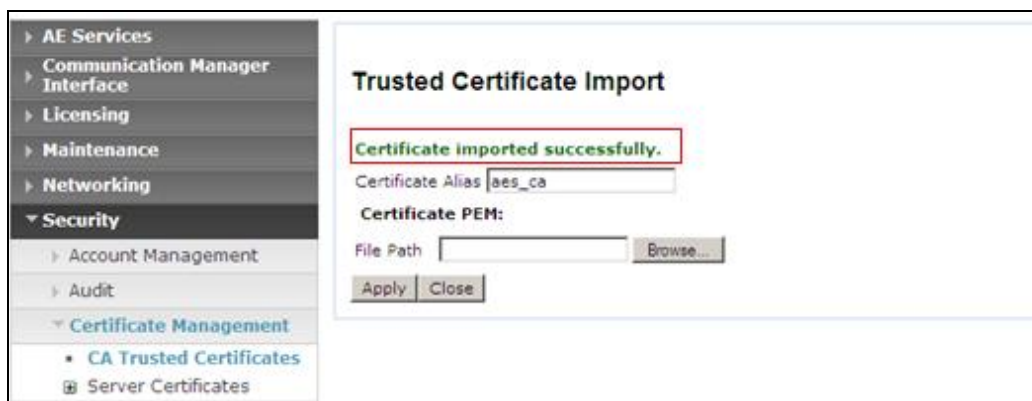 AE Services
Communication Manager
Interface
Licensing
Maintenance
Networking
Security
Account Management
Audit
Certificate Management
CA Trusted Certificates
Server Certificates
Trusted Certificate Import
Certificate imported successfully.
Certificate Alias aes_ca
Certificate PEM:
File Path Browse...
Apply Close